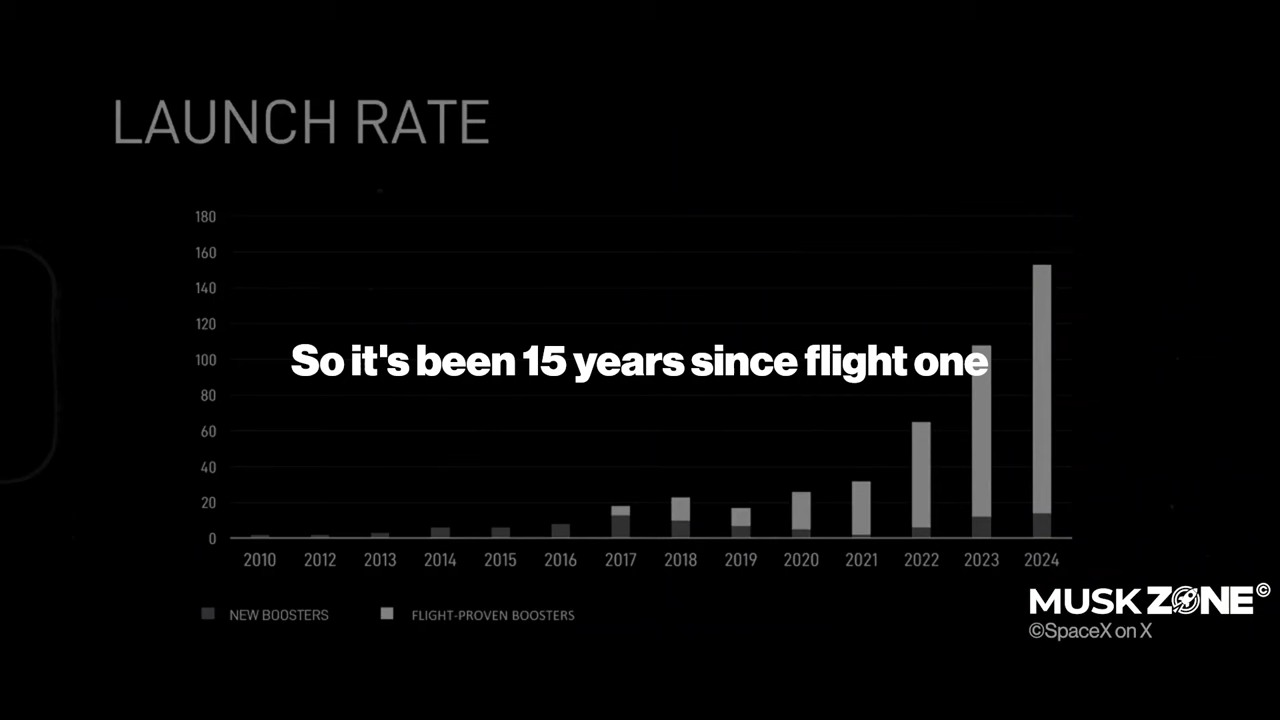 LAUNCH RATE
180
160
140
120
100
80
60
40
20
0
So it's been 15 years since flight one
2010 2012 2013 2014 2015 2016 2017 2018 2019 2020 2021 2022 2023 2024
NEW BOOSTERS FLIGHT-PROVEN BOOSTERS
MUSK ZONE©
©SpaceX on X